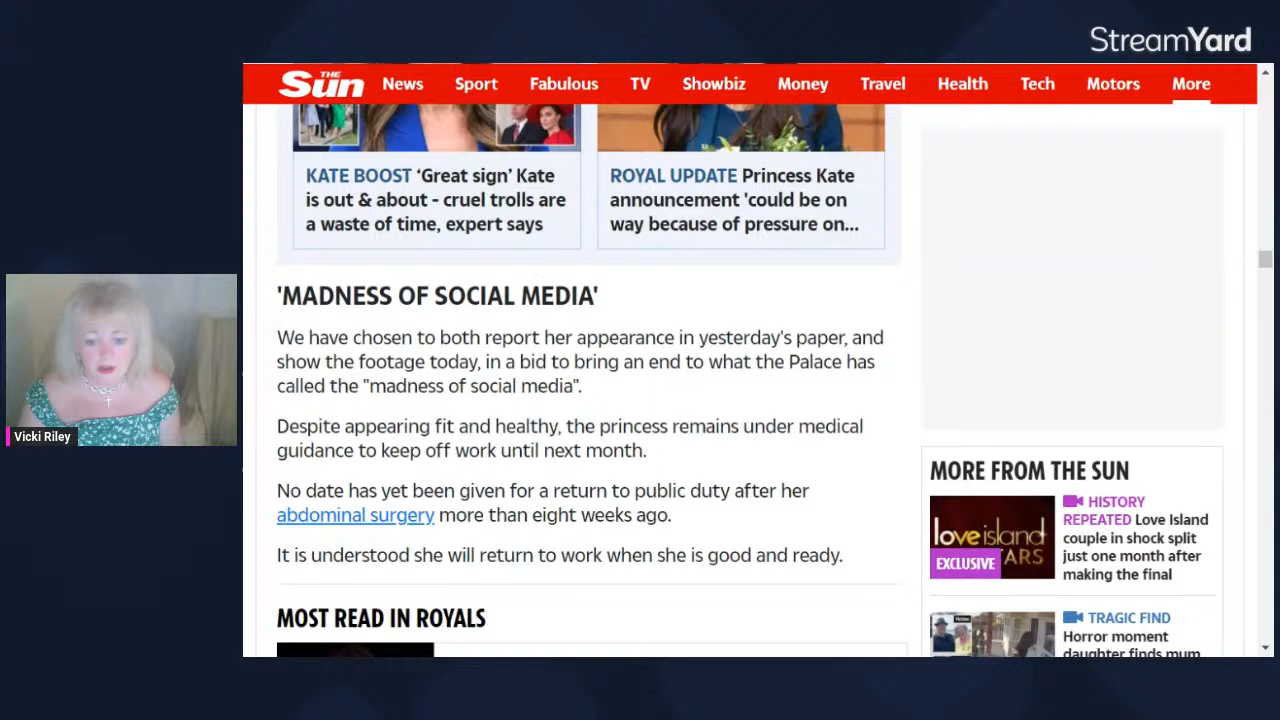 StreamYard
THE Sun News Sport Fabulous TV Showbiz Money Travel Health Tech Motors More
KATE BOOST ‘Great sign’ Kate
is out & about - cruel trolls are
a waste of time, expert says
ROYAL UPDATE Princess Kate
announcement 'could be on
way because of pressure on...
'MADNESS OF SOCIAL MEDIA'
We have chosen to both report her appearance in yesterday's paper, and
show the footage today, in a bid to bring an end to what the Palace has
called the "madness of social media".
Despite appearing fit and healthy, the princess remains under medical
guidance to keep off work until next month.
No date has yet been given for a return to public duty after her
abdominal surgery more than eight weeks ago.
It is understood she will return to work when she is good and ready.
MOST READ IN ROYALS
Vicki Riley
MORE FROM THE SUN
love island
STARS
EXCLUSIVE
HISTORY
REPEATED Love Island
couple in shock split
just one month after
making the final
TRAGIC FIND
Horror moment
daughter finds mum